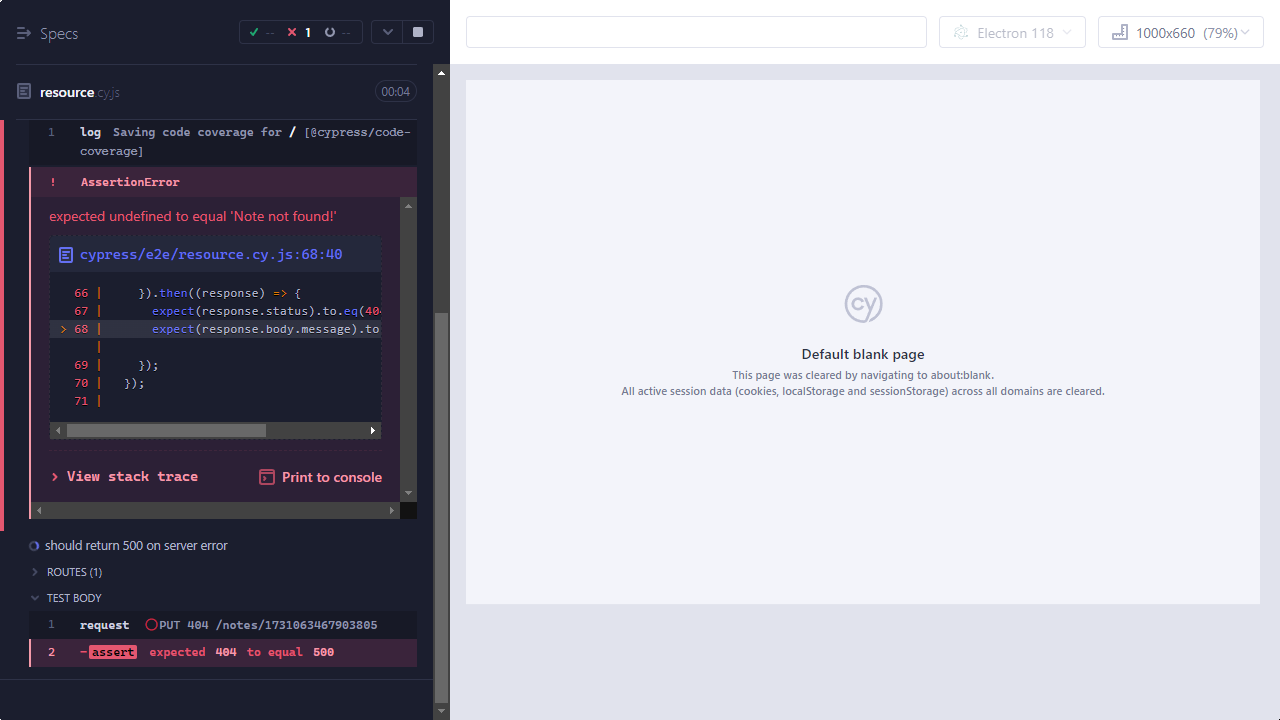 Specs
--
1
--
Electron 118
1000x660 (79%)
resource.cy.js
00:04
1 log Saving code coverage for / [@cypress/code-
coverage]
! AssertionError
expected undefined to equal 'Note not found!'
cypress/e2e/resource.cy.js:68:40
66 | }).then((response) => {
67 | expect(response.status).to.eq(404
> 68 | expect(response.body.message).to
|
69 | });
70 | });
71 |
View stack trace
Print to console
should return 500 on server error
ROUTES (1)
TEST BODY
1 request PUT 404 /notes/1731063467903805
2 -assert expected 404 to equal 500
cy
Default blank page
This page was cleared by navigating to about:blank.
All active session data (cookies, localStorage and sessionStorage) across all domains are cleared.